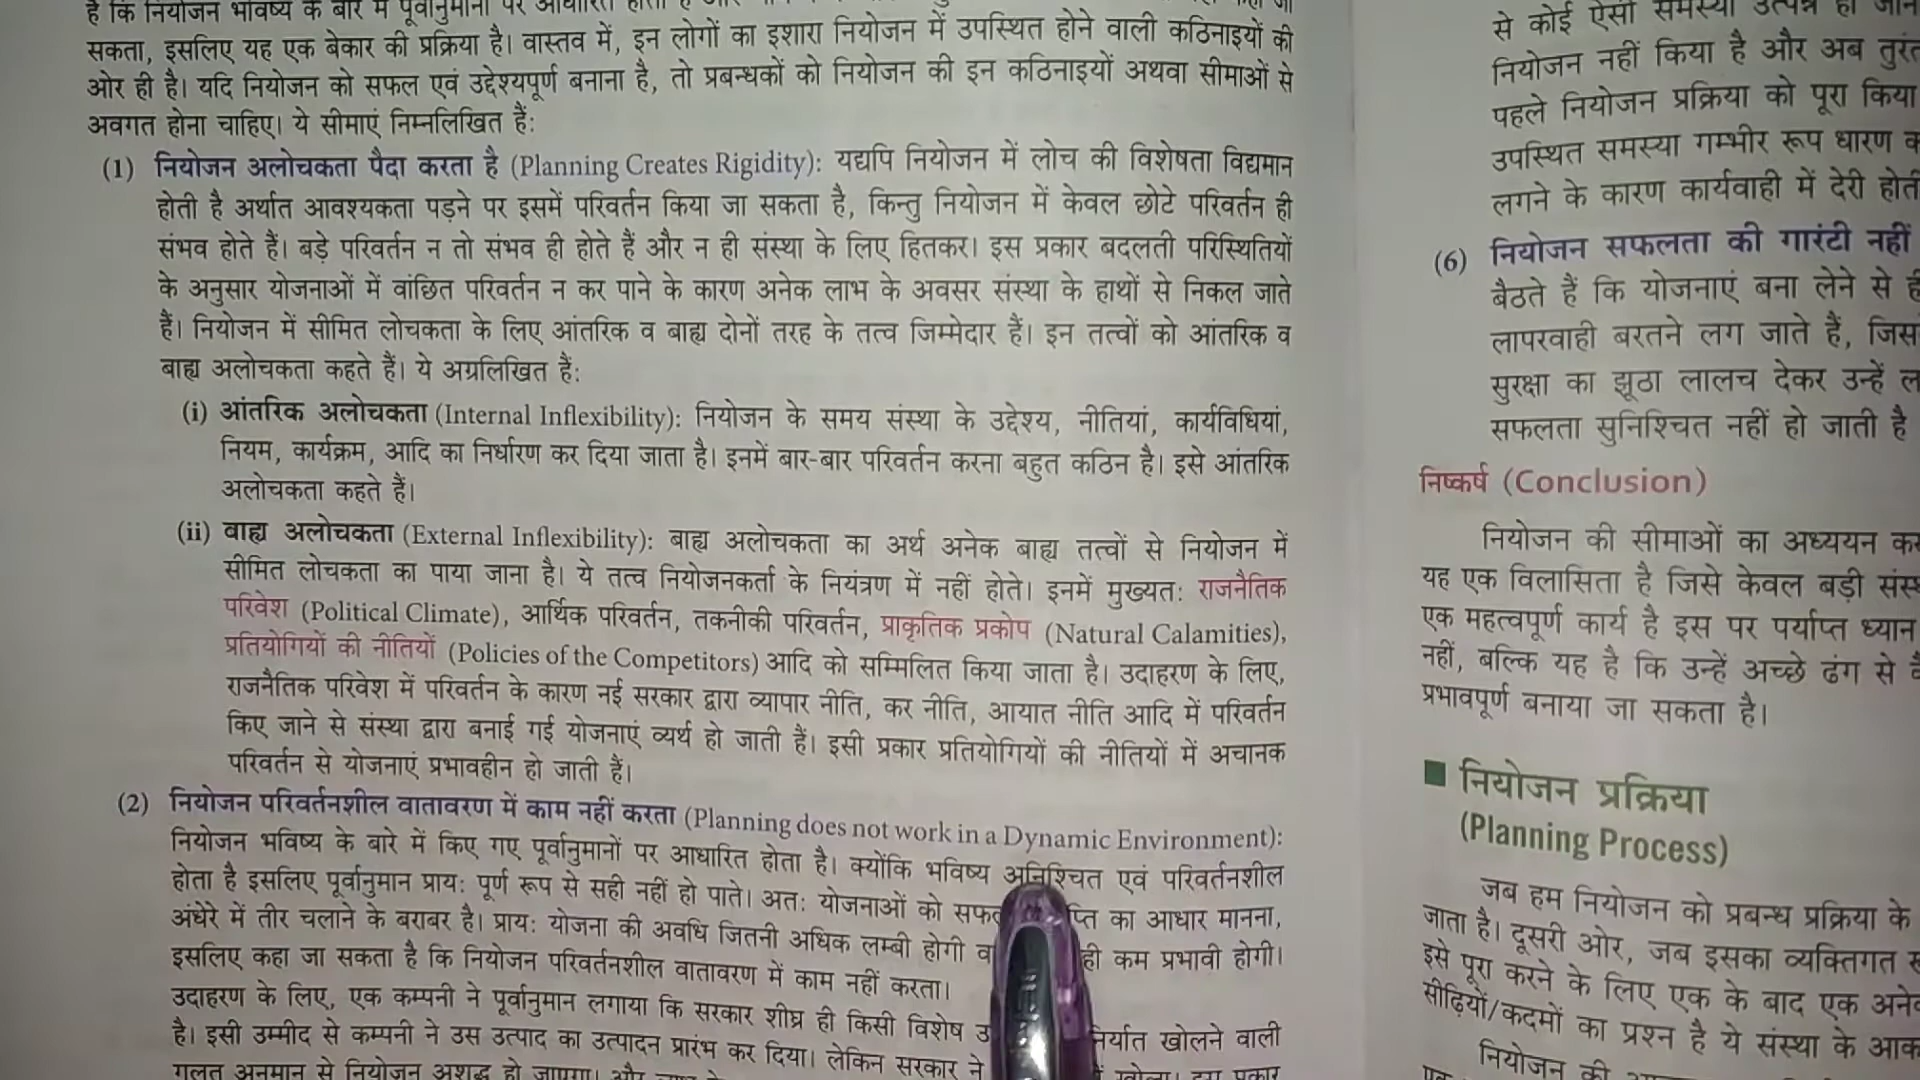 है कि नियोजन भविष्य के बारे में पूर्वानुमानों पर आधारित होता है
सकता, इसलिए यह एक बेकार की प्रक्रिया है। वास्तव में, इन लोगों का इशारा नियोजन में उपस्थित होने वाली कठिनाइयों की
ओर ही है। यदि नियोजन को सफल एवं उद्देश्यपूर्ण बनाना है, तो प्रबन्धकों को नियोजन की इन कठिनाइयों अथवा सीमाओं से
अवगत होना चाहिए। ये सीमाएं निम्नलिखित हैं:
(1) नियोजन अलोचकता पैदा करता है (Planning Creates Rigidity): यद्यपि नियोजन में लोच की विशेषता विद्यमान
होती है अर्थात आवश्यकता पड़ने पर इसमें परिवर्तन किया जा सकता है, किन्तु नियोजन में केवल छोटे परिवर्तन ही
संभव होते हैं। बड़े परिवर्तन न तो संभव ही होते हैं और न ही संस्था के लिए हितकर। इस प्रकार बदलती परिस्थितियों
के अनुसार योजनाओं में वांछित परिवर्तन न कर पाने के कारण अनेक लाभ के अवसर संस्था के हाथों से निकल जाते
हैं। नियोजन में सीमित लोचकता के लिए आंतरिक व बाह्य दोनों तरह के तत्व जिम्मेदार हैं। इन तत्वों को आंतरिक व
बाह्य अलोचकता कहते हैं। ये अग्रलिखित हैं:
(i) आंतरिक अलोचकता (Internal Inflexibility): नियोजन के समय संस्था के उद्देश्य, नीतियां, कार्यविधियां,
नियम, कार्यक्रम, आदि का निर्धारण कर दिया जाता है। इनमें बार-बार परिवर्तन करना बहुत कठिन है। इसे आंतरिक
अलोचकता कहते हैं।
(ii) बाह्य अलोचकता (External Inflexibility): बाह्य अलोचकता का अर्थ अनेक बाह्य तत्वों से नियोजन में
सीमित लोचकता का पाया जाना है। ये तत्व नियोजनकर्ता के नियंत्रण में नहीं होते। इनमें मुख्यत: राजनैतिक
परिवेश (Political Climate), आर्थिक परिवर्तन, तकनीकी परिवर्तन, प्राकृतिक प्रकोप (Natural Calamities),
प्रतियोगियों की नीतियों (Policies of the Competitors) आदि को सम्मिलित किया जाता है। उदाहरण के लिए,
राजनैतिक परिवेश में परिवर्तन के कारण नई सरकार द्वारा व्यापार नीति, कर नीति, आयात नीति आदि में परिवर्तन
किए जाने से संस्था द्वारा बनाई गई योजनाएं व्यर्थ हो जाती हैं। इसी प्रकार प्रतियोगियों की नीतियों में अचानक
परिवर्तन से योजनाएं प्रभावहीन हो जाती हैं।
(2) नियोजन परिवर्तनशील वातावरण में काम नहीं करता (Planning does not work in a Dynamic Environment):
नियोजन भविष्य के बारे में किए गए पूर्वानुमानों पर आधारित होता है। क्योंकि भविष्य अनिश्चित एवं परिवर्तनशील
होता है इसलिए पूर्वानुमान प्राय: पूर्ण रूप से सही नहीं हो पाते। अत: योजनाओं को का आधार मानना,
अंधेरे में तीर चलाने के बराबर है। प्राय: योजना की अवधि जितनी अधिक लम्बी होगी ही कम प्रभावी होगी।
इसलिए कहा जा सकता है कि नियोजन परिवर्तनशील वातावरण में काम नहीं करता।
उदाहरण के लिए, एक कम्पनी ने पूर्वानुमान लगाया कि सरकार शीघ्र ही किसी विशेष निर्यात खोलने वाली
है। इसी उम्मीद से कम्पनी ने उस उत्पाद का उत्पादन प्रारंभ कर दिया। लेकिन सरकार ने
गलत अनुमान से नियोजन अशुद्ध हो जाएगा।
से कोई ऐसी समस्या उत्पन्न हो
नियोजन नहीं किया है और अब तुरंत
पहले नियोजन प्रक्रिया को पूरा किया
उपस्थित समस्या गम्भीर रूप धारण
लगने के कारण कार्यवाही में देरी होती
(6) नियोजन सफलता की गारंटी नहीं
बैठते हैं कि योजनाएं बना लेने से
लापरवाही बरतने लग जाते हैं,
सुरक्षा का झूठा लालच देकर उन्हें
सफलता सुनिश्चित नहीं हो जाती है
निष्कर्ष (Conclusion)
नियोजन की सीमाओं का अध्ययन
यह एक विलासिता है जिसे केवल बड़ी
एक महत्वपूर्ण कार्य है इस पर पर्याप्त ध्यान
नहीं, बल्कि यह है कि उन्हें अच्छे ढंग से
प्रभावपूर्ण बनाया जा सकता है।
नियोजन प्रक्रिया
(Planning Process)
जब हम नियोजन को प्रबन्ध प्रक्रिया के
जाता है। दूसरी ओर, जब इसका व्यक्तिगत
इसे पूरा करने के लिए एक के बाद एक
सीढ़ियों/कदमों का प्रश्न है ये संस्था के
नियोजन की